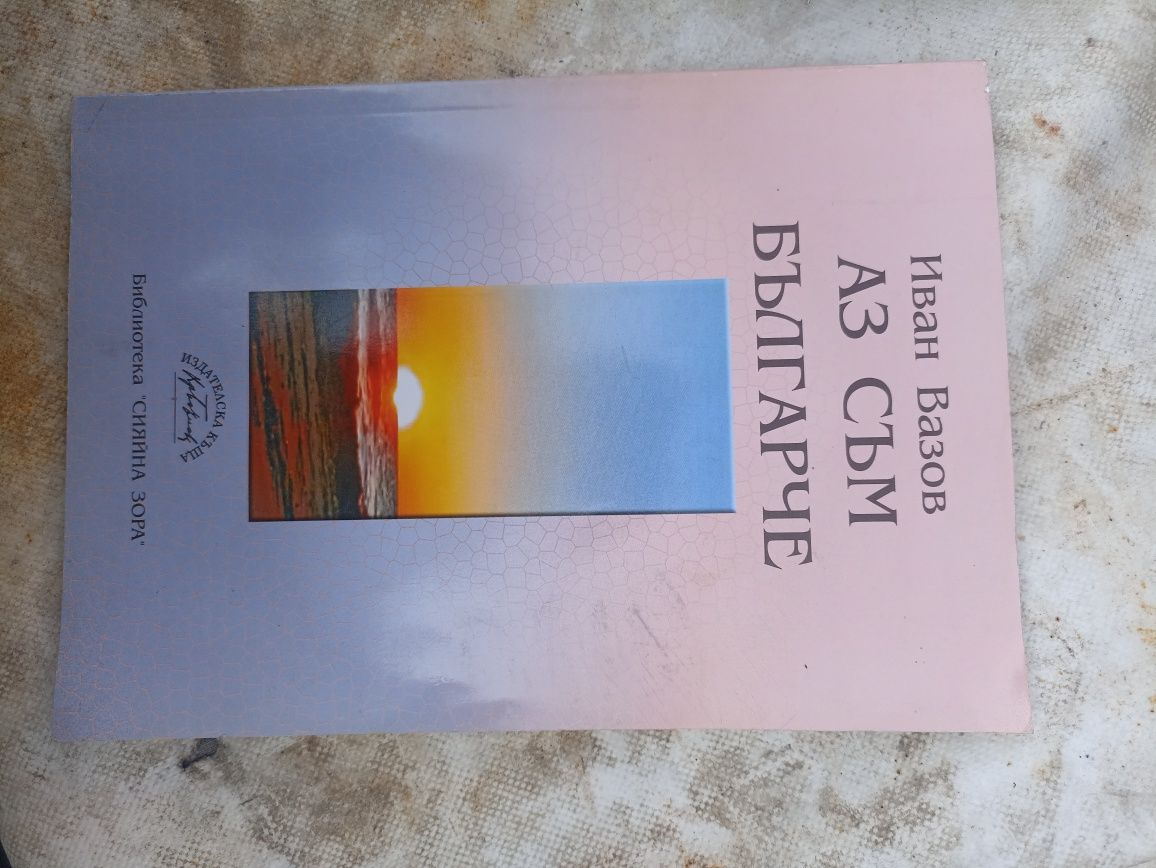 Иван Вазов
АЗ СЪМ
БЪЛГАРЧЕ
ИЗДАТЕЛСКА КЪЩА
Библиотека "СИЯЙНА ЗОРА"